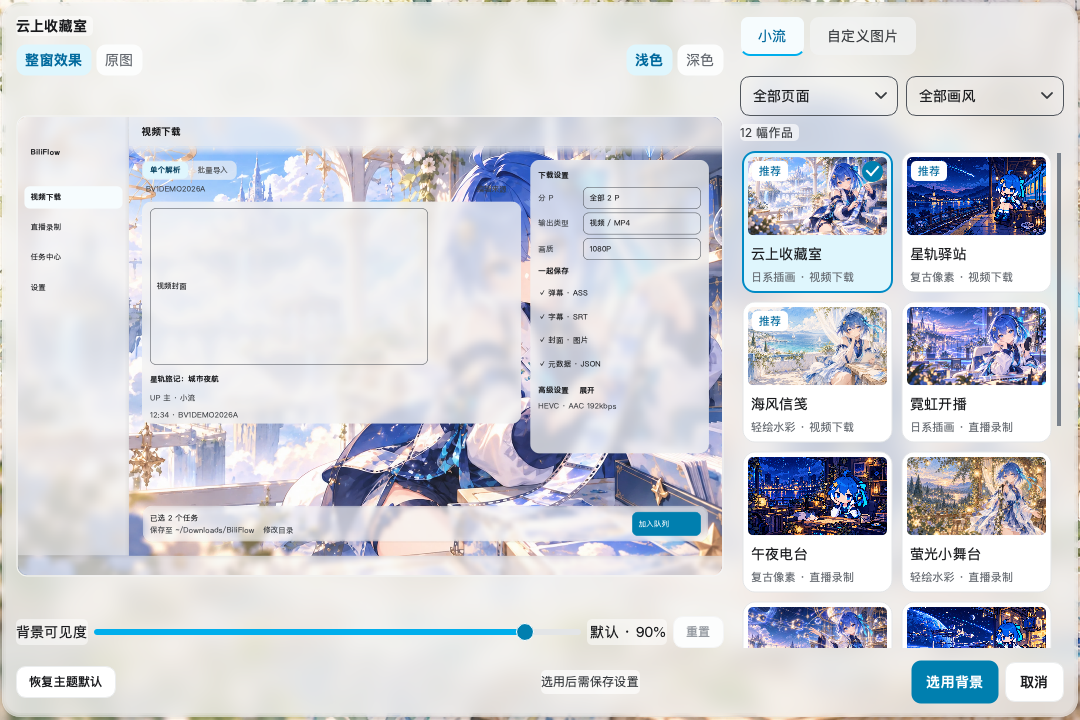 云上收藏室
整窗效果 原图 浅色 深色
BiliFlow
视频下载
直播录制
任务中心
设置
视频下载
单个解析 批量导入
BV1DEMO2026A
视频封面
星轨旅记：城市夜航
UP 主 · 小流
12:34 · BV1DEMO2026A
下载设置
分 P 全部 2 P
输出类型 视频 / MP4
画质 1080P
一起保存
✓ 弹幕 · ASS
✓ 字幕 · SRT
✓ 封面 · 图片
✓ 元数据 · JSON
高级设置 展开
HEVC · AAC 192kbps
已选 2 个任务
保存至 ~/Downloads/BiliFlow 修改目录
加入队列
背景可见度 默认 · 90% 重置
恢复主题默认 选用后需保存设置
小流 自定义图片
全部页面 全部画风
12 幅作品
推荐
云上收藏室
日系插画 · 视频下载
推荐
星轨驿站
复古像素 · 视频下载
推荐
海风信笺
轻绘水彩 · 视频下载
霓虹开播
日系插画 · 直播录制
午夜电台
复古像素 · 直播录制
萤光小舞台
轻绘水彩 · 直播录制
选用背景 取消